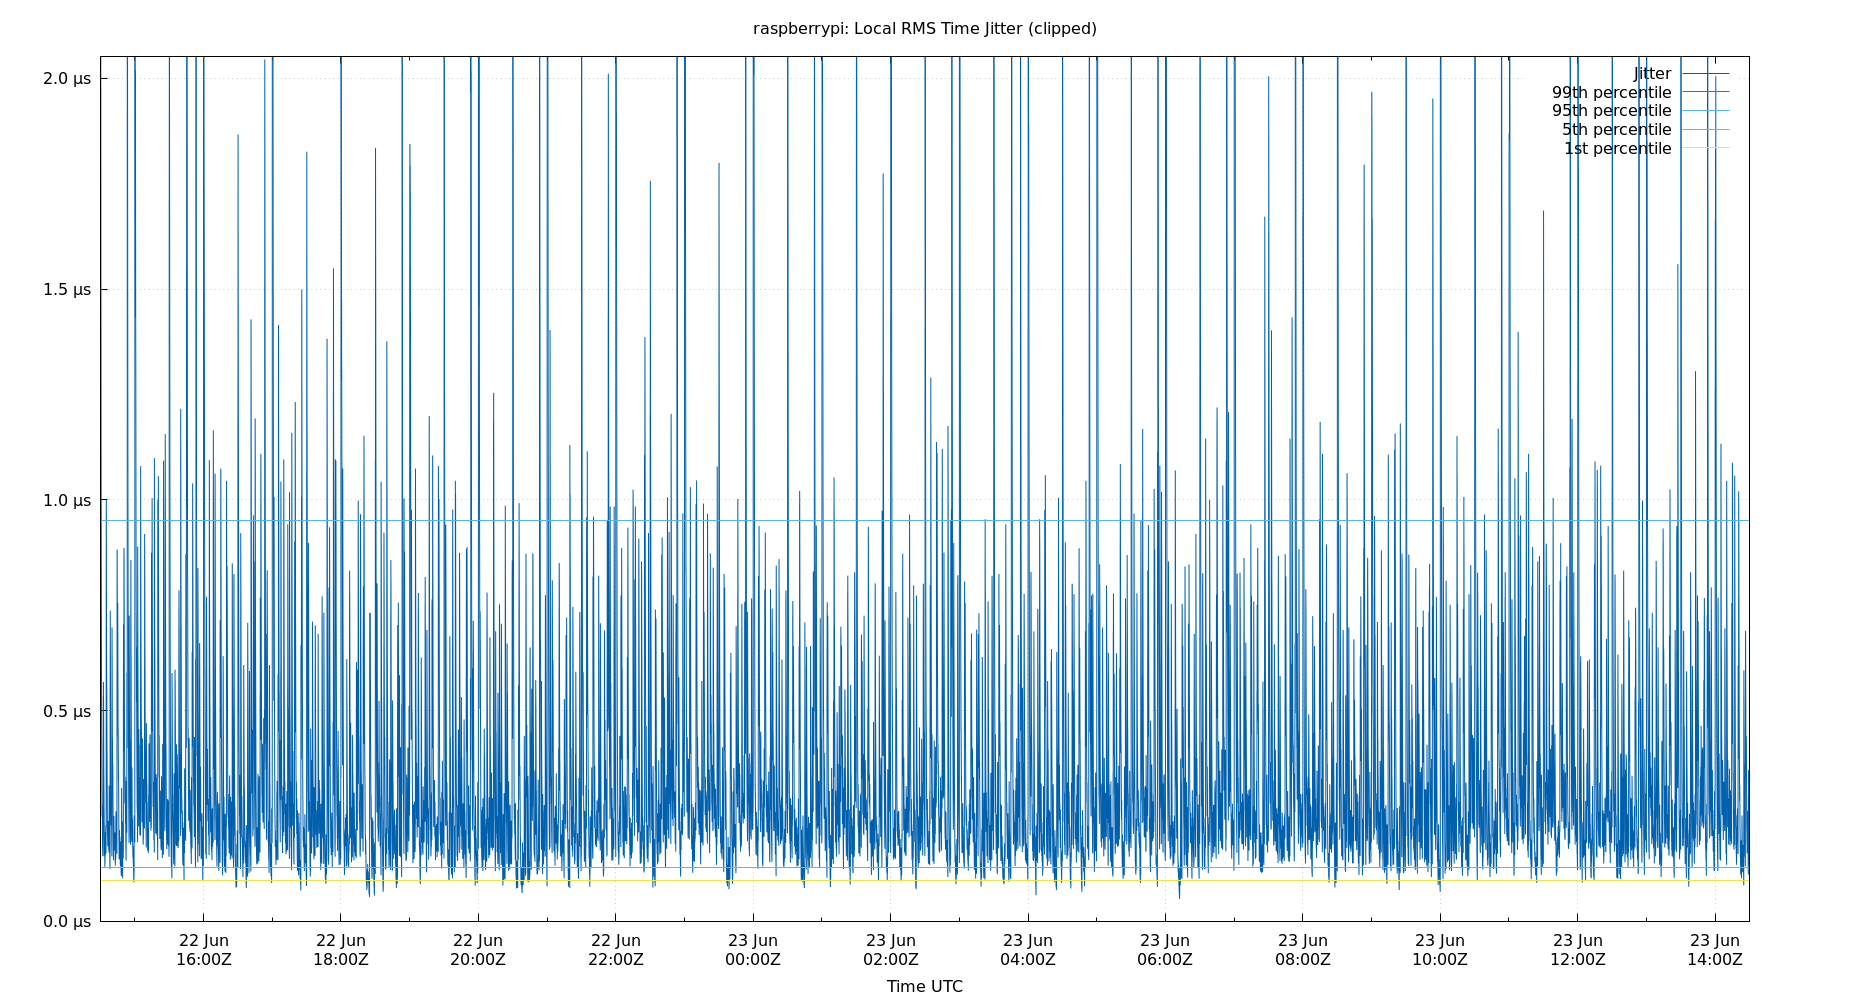 raspberrypi: Local RMS Time Jitter (clipped)
2.0 µs
1.5 µs
1.0 µs
0.5 µs
0.0 µs
Jitter
99th percentile
95th percentile
5th percentile
1st percentile
22 Jun 22 Jun 22 Jun 22 Jun 23 Jun 23 Jun 23 Jun 23 Jun 23 Jun 23 Jun 23 Jun 23 Jun
16:00Z 18:00Z 20:00Z 22:00Z 00:00Z 02:00Z 04:00Z 06:00Z 08:00Z 10:00Z 12:00Z 14:00Z
Time UTC